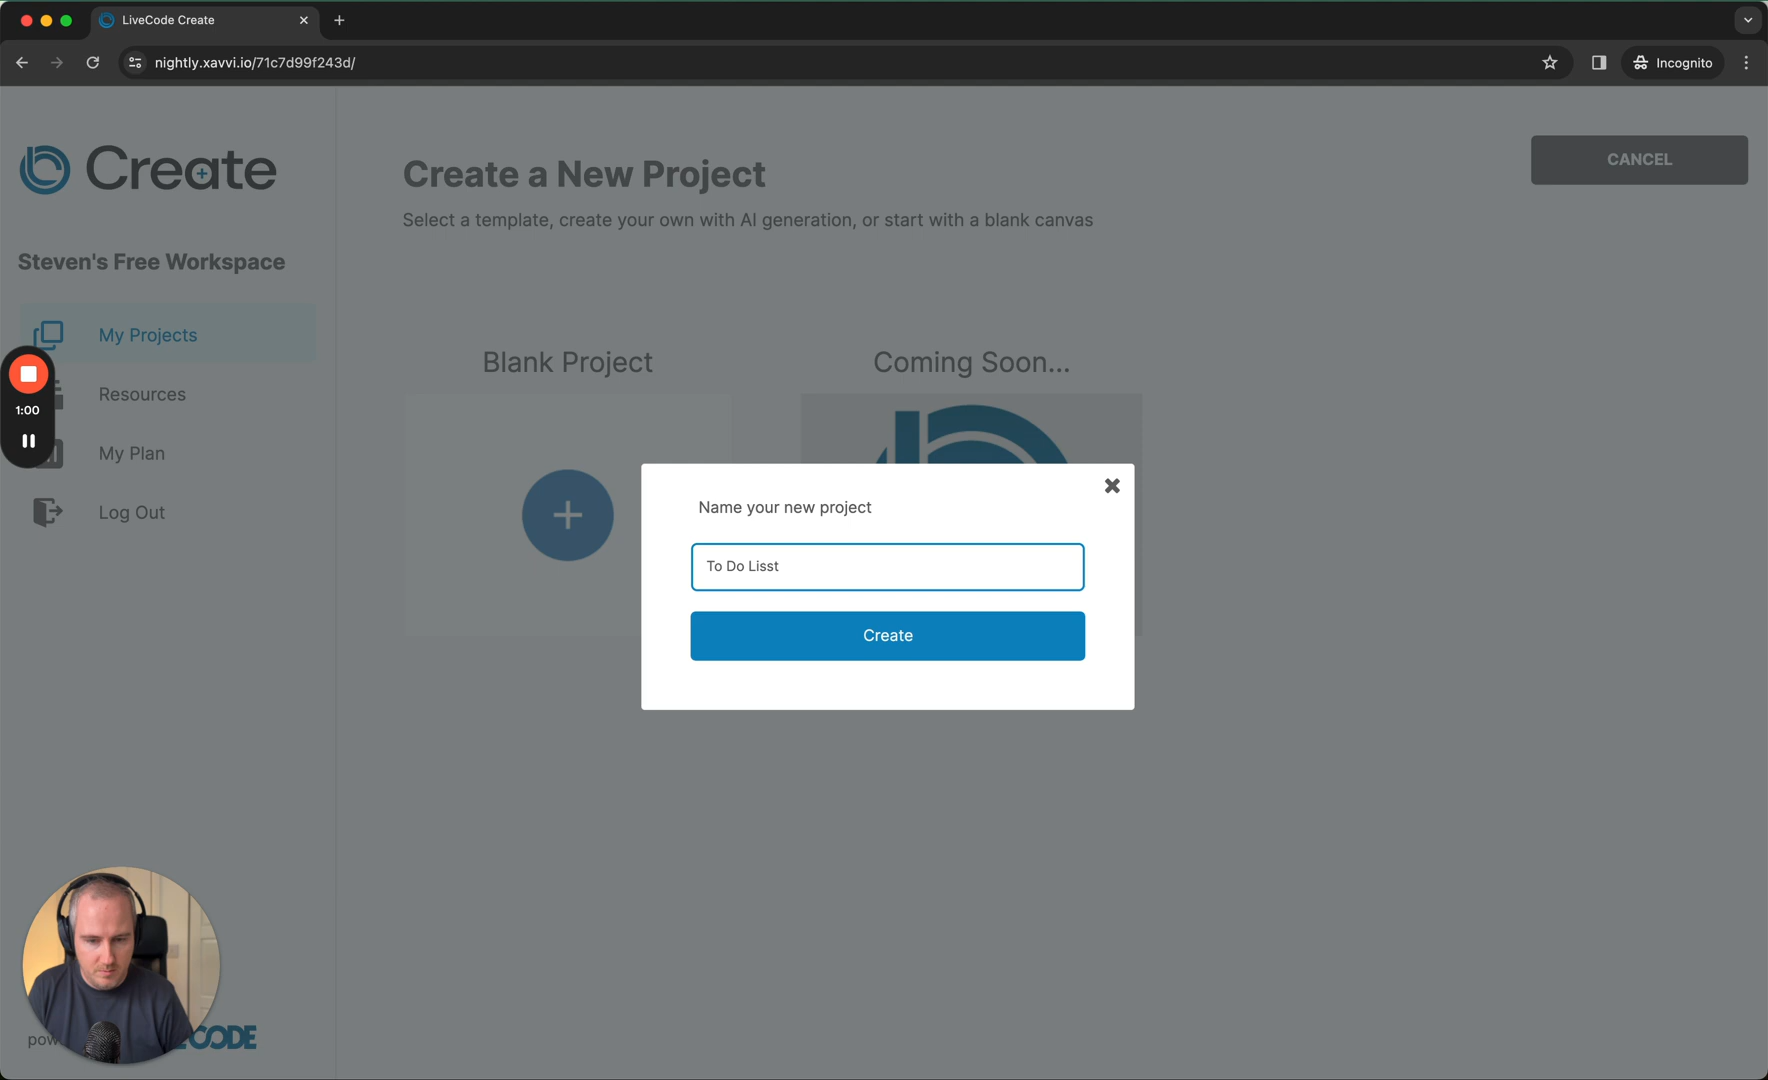 LiveCode Create
nightly.xavvi.io/71c7d99f243d/
Incognito
Create
Create a New Project
CANCEL
Select a template, create your own with AI generation, or start with a blank canvas
Steven's Free Workspace
My Projects
Blank Project
Coming Soon...
Resources
1:00
My Plan
Log Out
Name your new project
To Do Lisst
Create